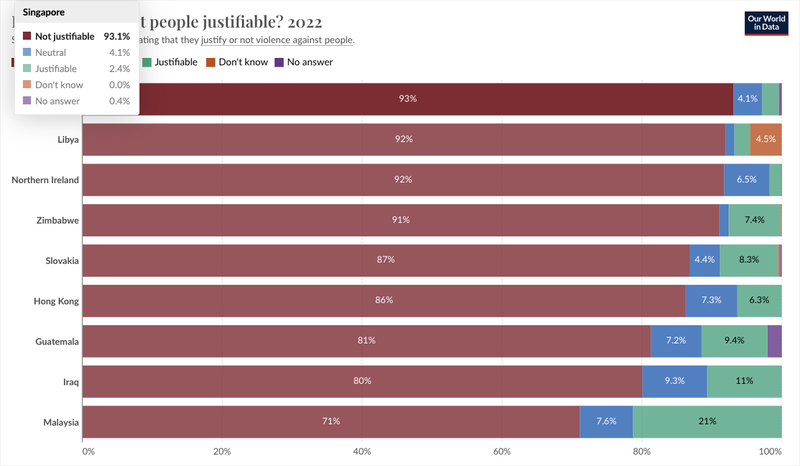 Singapore
Not justifiable 93.1%
Neutral 4.1%
Justifiable 2.4%
Don't know 0.0%
No answer 0.4%
t people justifiable? 2022
ating that they justify or not violence against people.
Our World
in Data
Justifiable Don't know No answer
93% 4.1%
Libya 92% 4.5%
Northern Ireland 92% 6.5%
Zimbabwe 91% 7.4%
Slovakia 87% 4.4% 8.3%
Hong Kong 86% 7.3% 6.3%
Guatemala 81% 7.2% 9.4%
Iraq 80% 9.3% 11%
Malaysia 71% 7.6% 21%
0% 20% 40% 60% 80% 100%